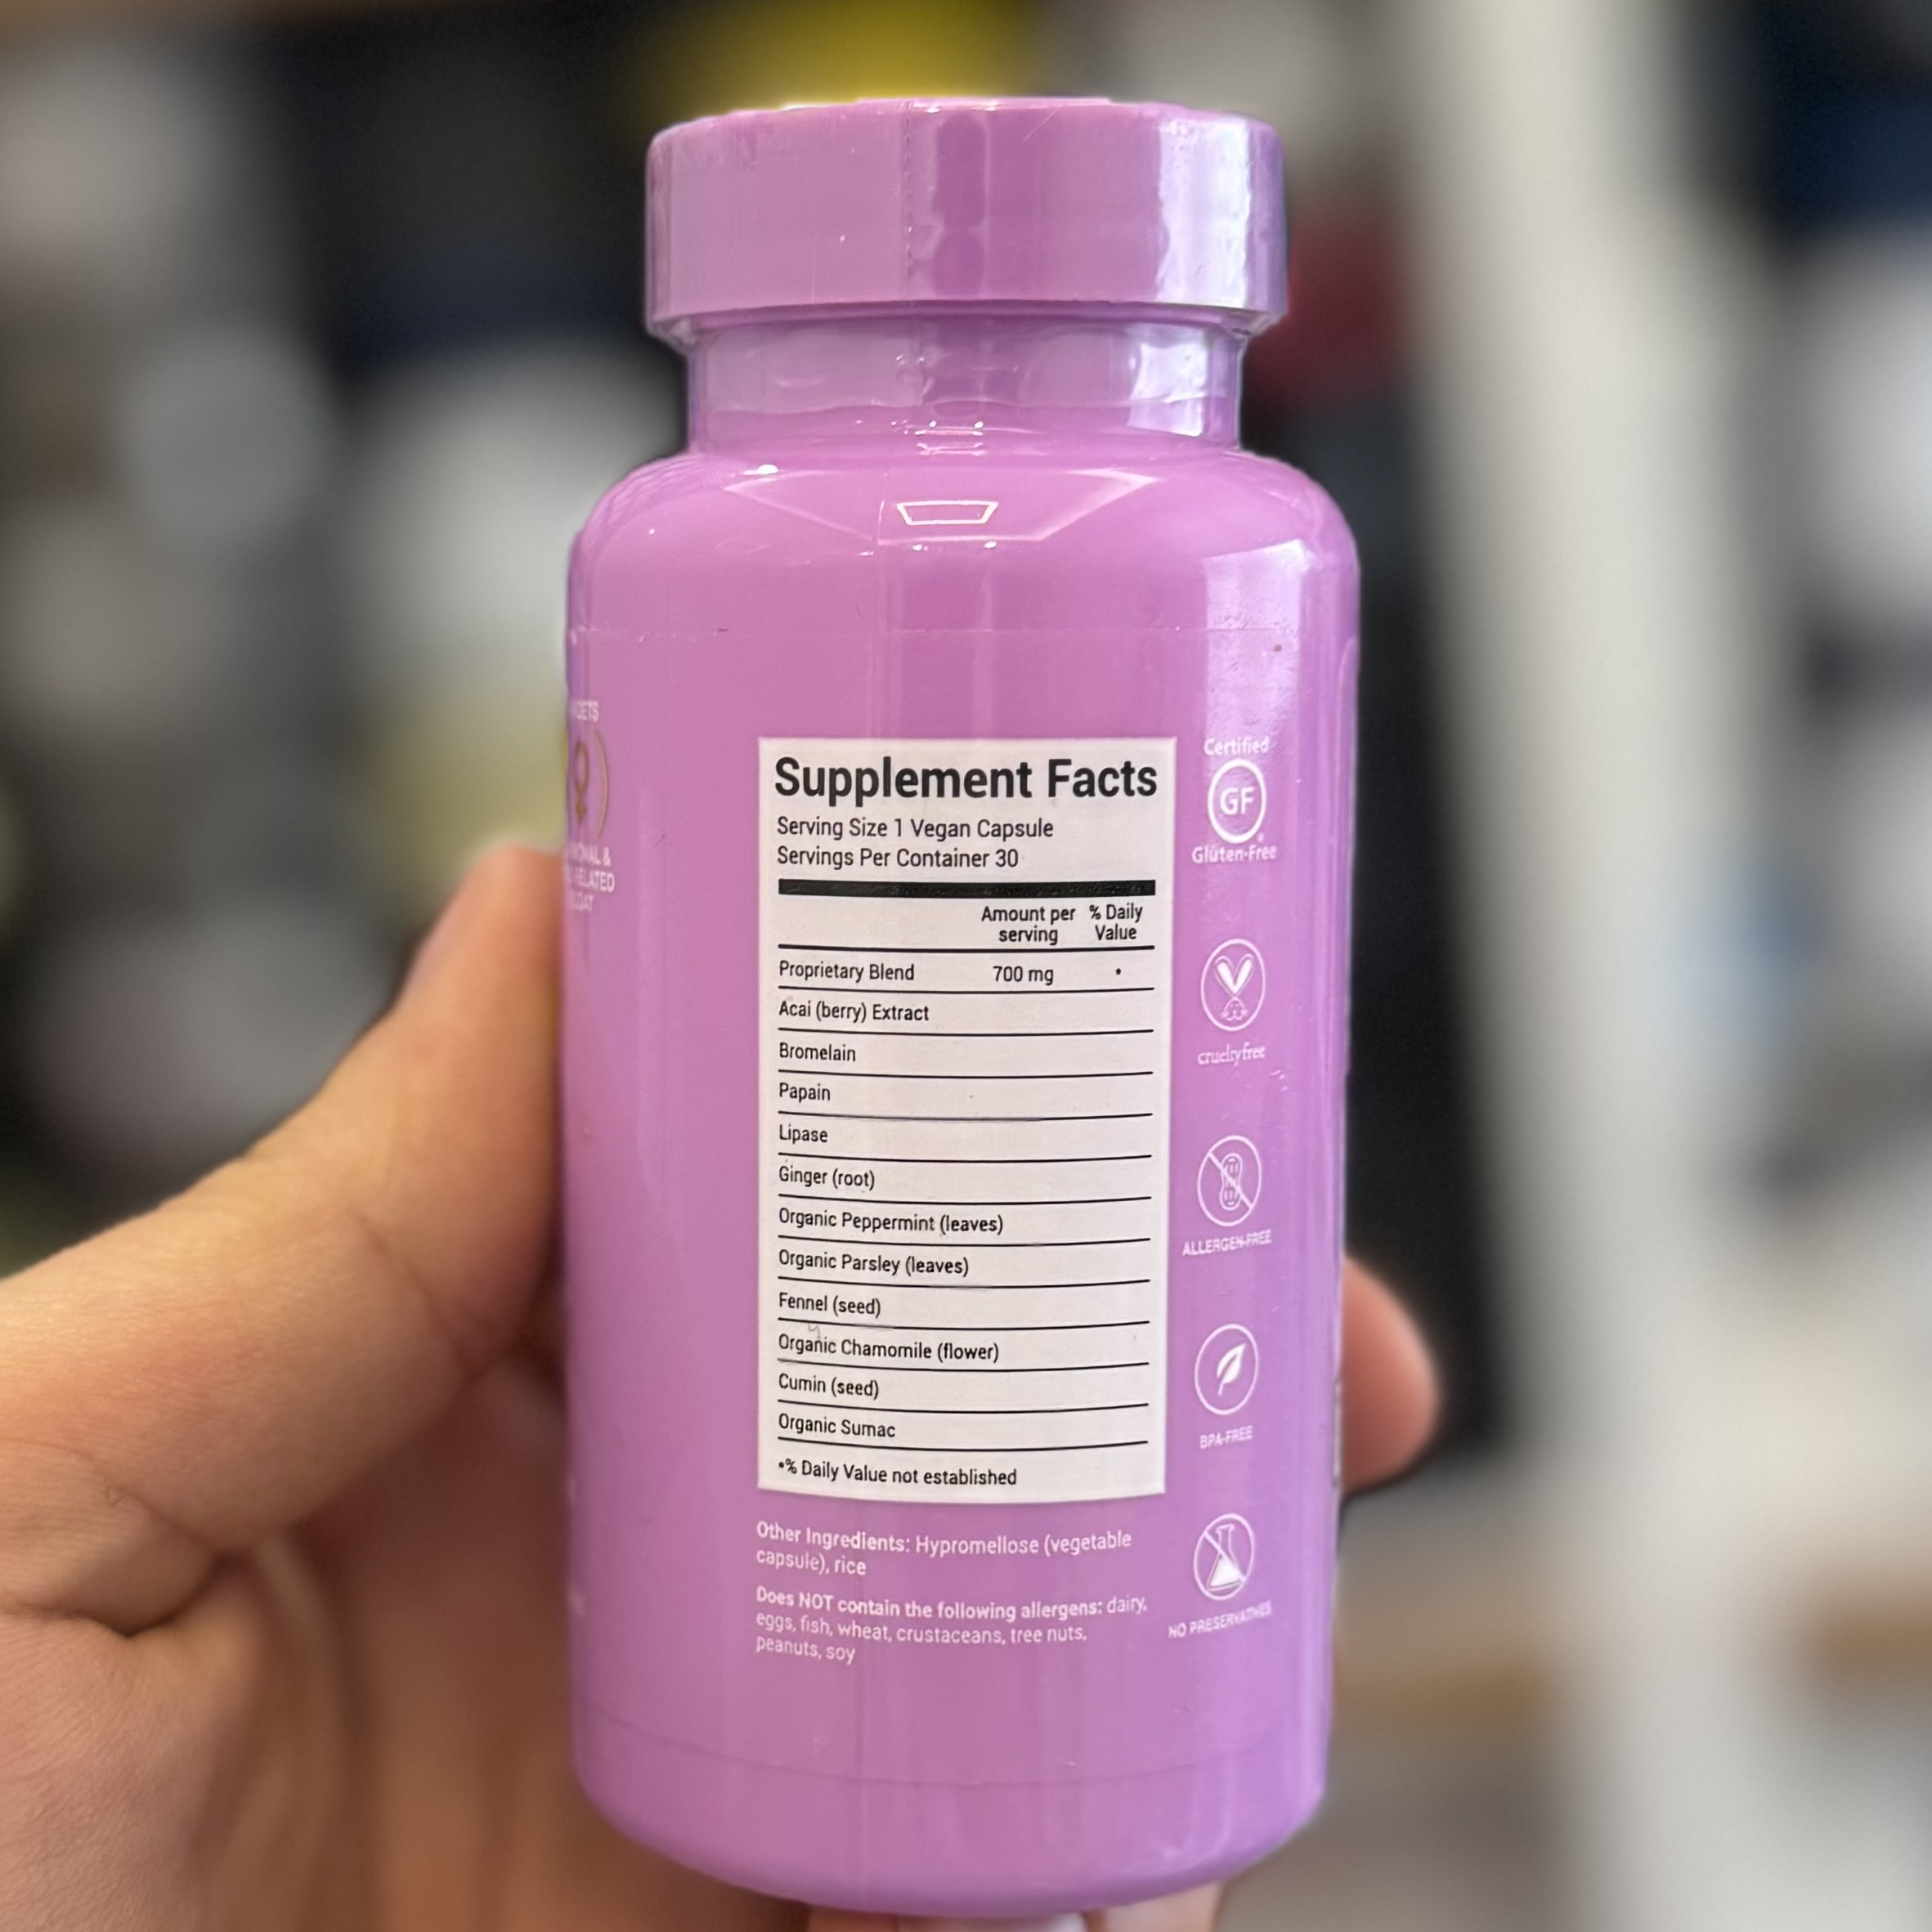 &
RELATED
Supplement Facts
Serving Size 1 Vegan Capsule
Servings Per Container 30
Amount per serving % Daily Value
Proprietary Blend 700 mg •
Acai (berry) Extract
Bromelain
Papain
Lipase
Ginger (root)
Organic Peppermint (leaves)
Organic Parsley (leaves)
Fennel (seed)
Organic Chamomile (flower)
Cumin (seed)
Organic Sumac
•% Daily Value not established
Other Ingredients: Hypromellose (vegetable
capsule), rice
Does NOT contain the following allergens: dairy,
eggs, fish, wheat, crustaceans, tree nuts,
peanuts, soy
Certified
GF
Gluten-Free
crueltyfree
ALLERGEN-FREE
BPA-FREE
NO PRESERVATIVES